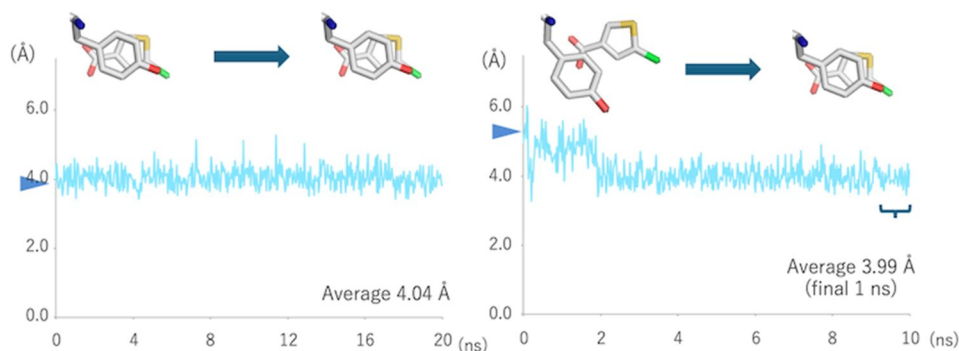 (Å)
6.0
4.0
2.0
0.0
0 4 8 12 16 20 (ns)
Average 4.04 Å
(Å)
6.0
4.0
2.0
0.0
0 2 4 6 8 10 (ns)
Average 3.99 Å
(final 1 ns)